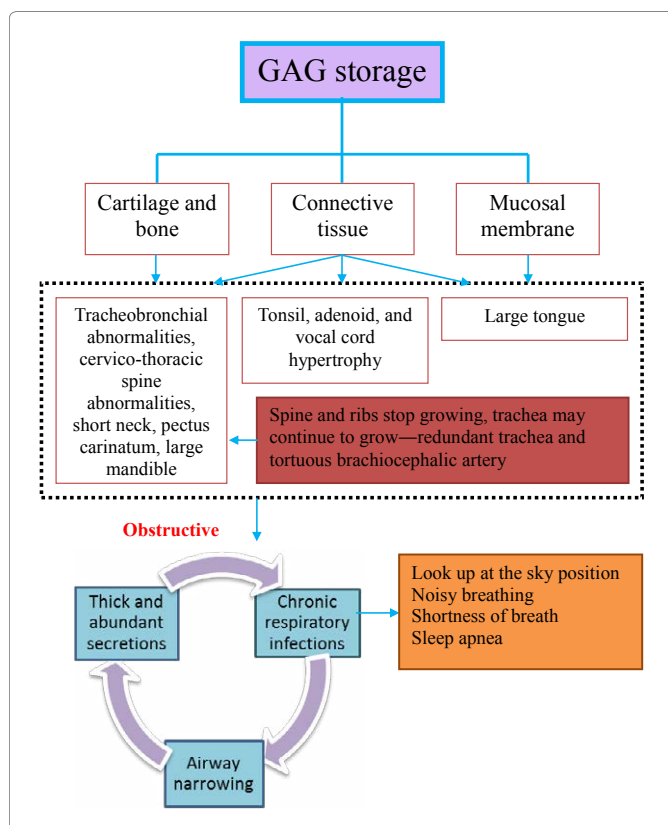 GAG storage
Cartilage and
bone
Connective
tissue
Mucosal
membrane
Tracheobronchial
abnormalities,
cervico-thoracic
spine
abnormalities,
short neck, pectus
carinatum, large
mandible
Tonsil, adenoid, and
vocal cord
hypertrophy
Large tongue
Spine and ribs stop growing, trachea may
continue to grow—redundant trachea and
tortuous brachiocephalic artery
Obstructive
Thick and
abundant
secretions
Chronic
respiratory
infections
Airway
narrowing
Look up at the sky position
Noisy breathing
Shortness of breath
Sleep apnea